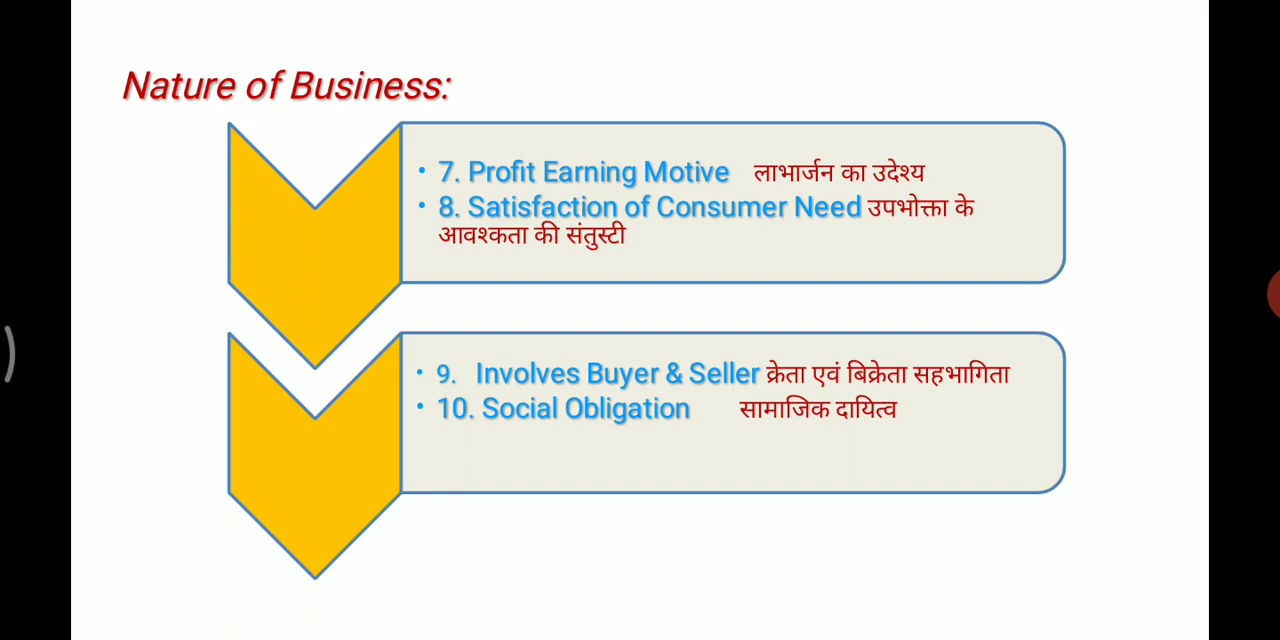 Nature of Business:
• 7. Profit Earning Motive लाभार्जन का उदेश्य
• 8. Satisfaction of Consumer Need उपभोक्ता के
आवश्कता की संतुस्टी
• 9. Involves Buyer & Seller क्रेता एवं बिक्रेता सहभागिता
• 10. Social Obligation सामाजिक दायित्व